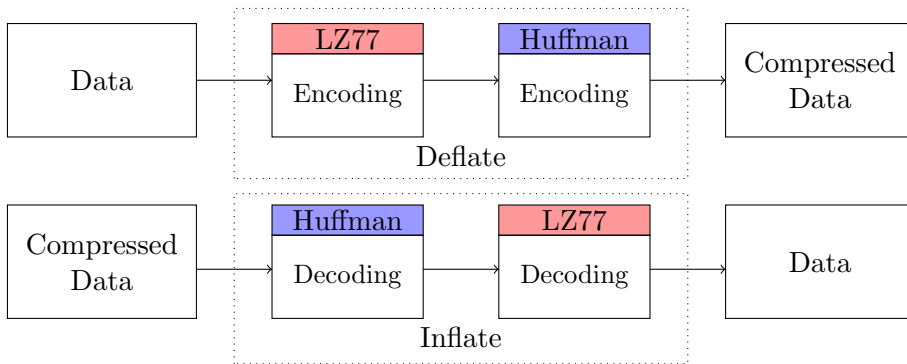 Data
LZ77
Encoding
Huffman
Encoding
Compressed
Data
Deflate
Compressed
Data
Huffman
Decoding
LZ77
Decoding
Data
Inflate